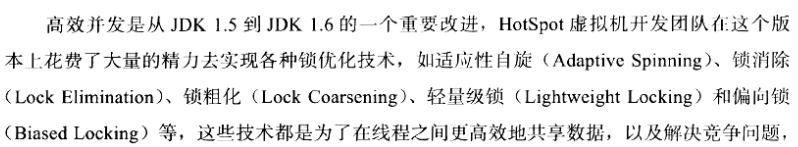 高效并发是从 JDK 1.5 到 JDK 1.6 的一个重要改进，HotSpot 虚拟机开发团队在这个版
本上花费了大量的精力去实现各种锁优化技术，如适应性自旋（Adaptive Spinning）、锁消除
（Lock Elimination）、锁粗化（Lock Coarsening）、轻量级锁（Lightweight Locking）和偏向锁
（Biased Locking）等，这些技术都是为了在线程之间更高效地共享数据，以及解决竞争问题，